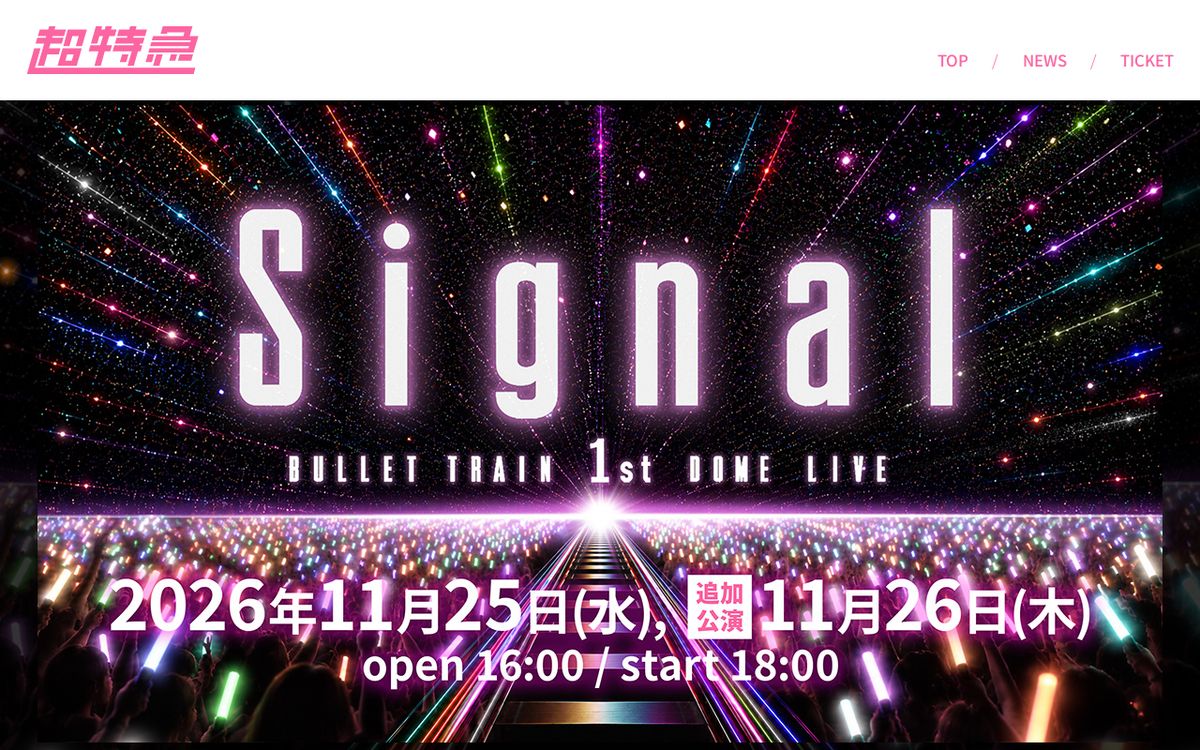 超特急
TOP / NEWS / TICKET
Signal
BULLET TRAIN 1st DOME LIVE
2026年11月25日(水), 追加公演 11月26日(木)
open 16:00 / start 18:00